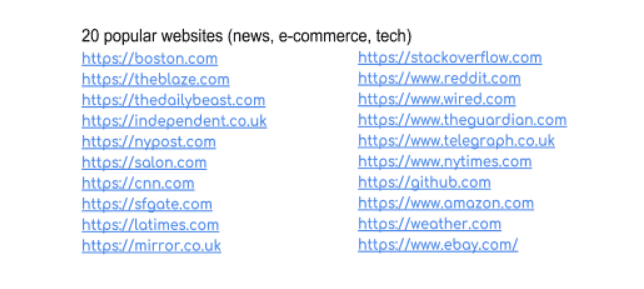 20 popular websites (news, e-commerce, tech)
https://boston.com
https://theblaze.com
https://thedailybeast.com
https://independent.co.uk
https://nypost.com
https://salon.com
https://cnn.com
https://sfgate.com
https://latimes.com
https://mirror.co.uk
https://stackoverflow.com
https://www.reddit.com
https://www.wired.com
https://www.theguardian.com
https://www.telegraph.co.uk
https://www.nytimes.com
https://github.com
https://www.amazon.com
https://weather.com
https://www.ebay.com/